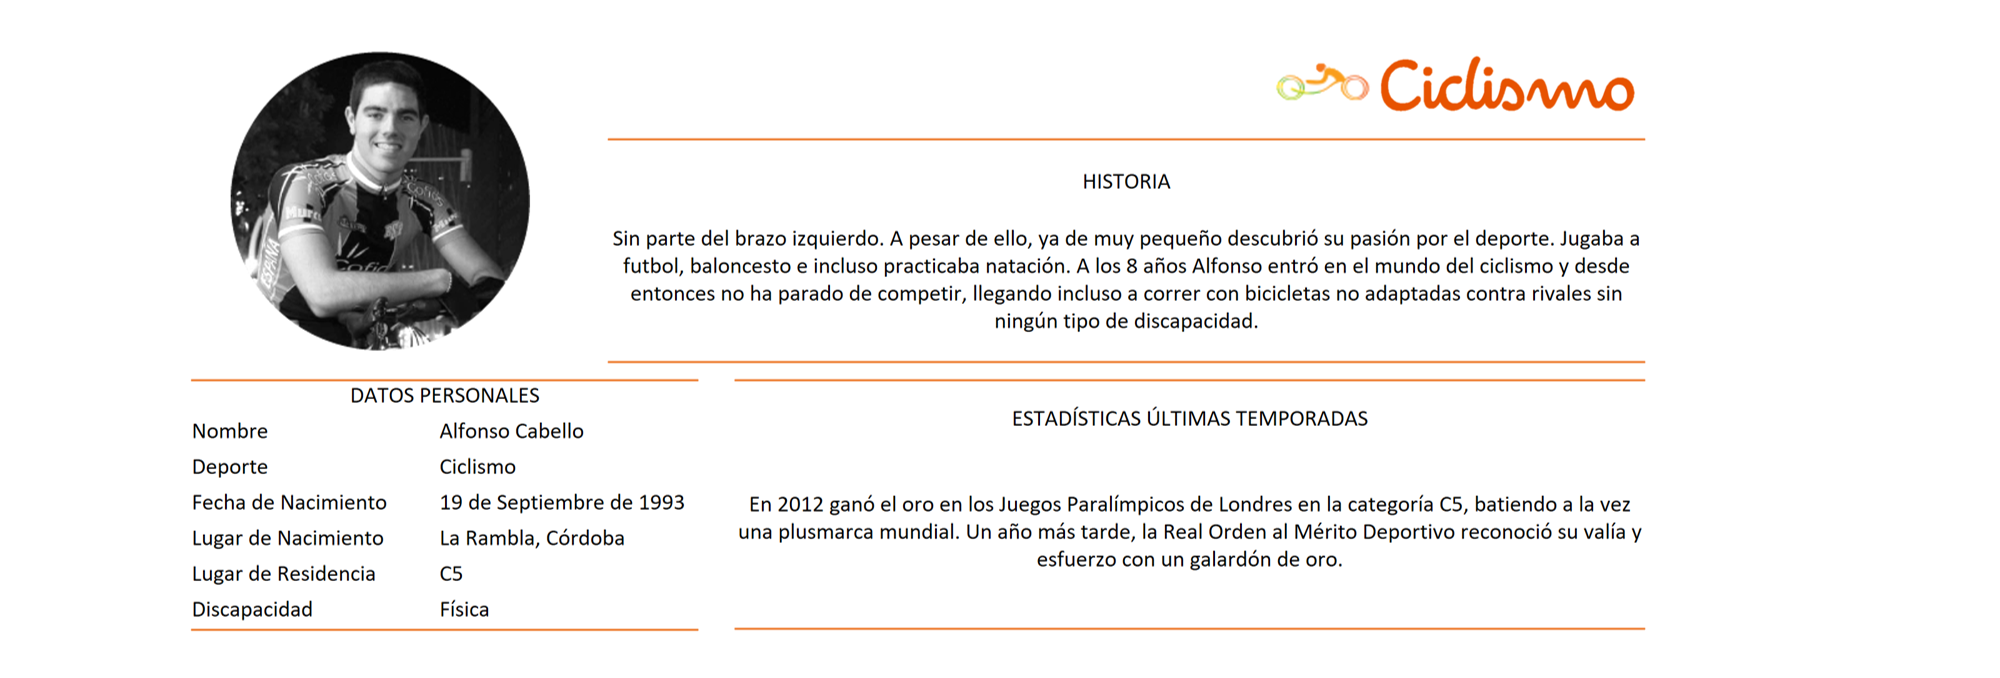 Ciclismo
HISTORIA
Sin parte del brazo izquierdo. A pesar de ello, ya de muy pequeño descubrió su pasión por el deporte. Jugaba a
futbol, baloncesto e incluso practicaba natación. A los 8 años Alfonso entró en el mundo del ciclismo y desde
entonces no ha parado de competir, llegando incluso a correr con bicicletas no adaptadas contra rivales sin
ningún tipo de discapacidad.
DATOS PERSONALES
Nombre Alfonso Cabello
Deporte Ciclismo
Fecha de Nacimiento 19 de Septiembre de 1993
Lugar de Nacimiento La Rambla, Córdoba
Lugar de Residencia C5
Discapacidad Física
ESTADÍSTICAS ÚLTIMAS TEMPORADAS
En 2012 ganó el oro en los Juegos Paralímpicos de Londres en la categoría C5, batiendo a la vez
una plusmarca mundial. Un año más tarde, la Real Orden al Mérito Deportivo reconoció su valía y
esfuerzo con un galardón de oro.
ESPAÑA
Cofidis